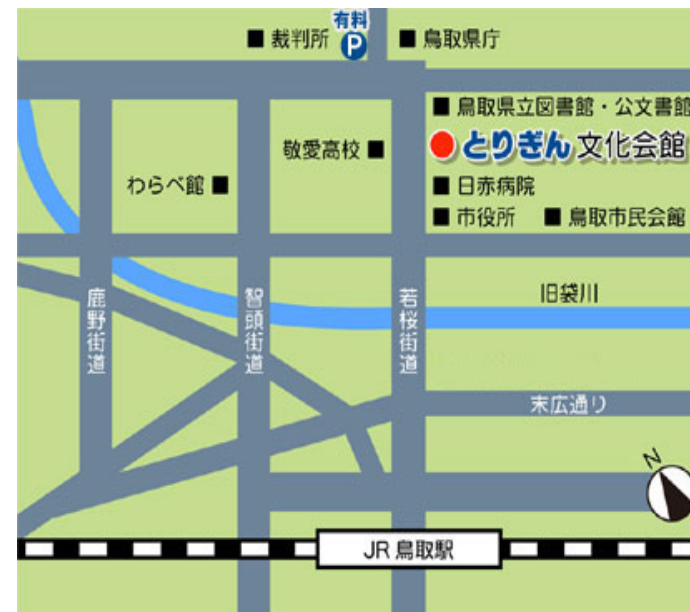 有料
P
■ 裁判所
■ 鳥取県庁
■ 鳥取県立図書館・公文書館
敬愛高校 ■
とりぎん文化会館
わらべ館 ■
■ 日赤病院
■ 市役所 ■ 鳥取市民会館
鹿野街道
智頭街道
若桜街道
旧袋川
末広通り
N
JR 鳥取駅